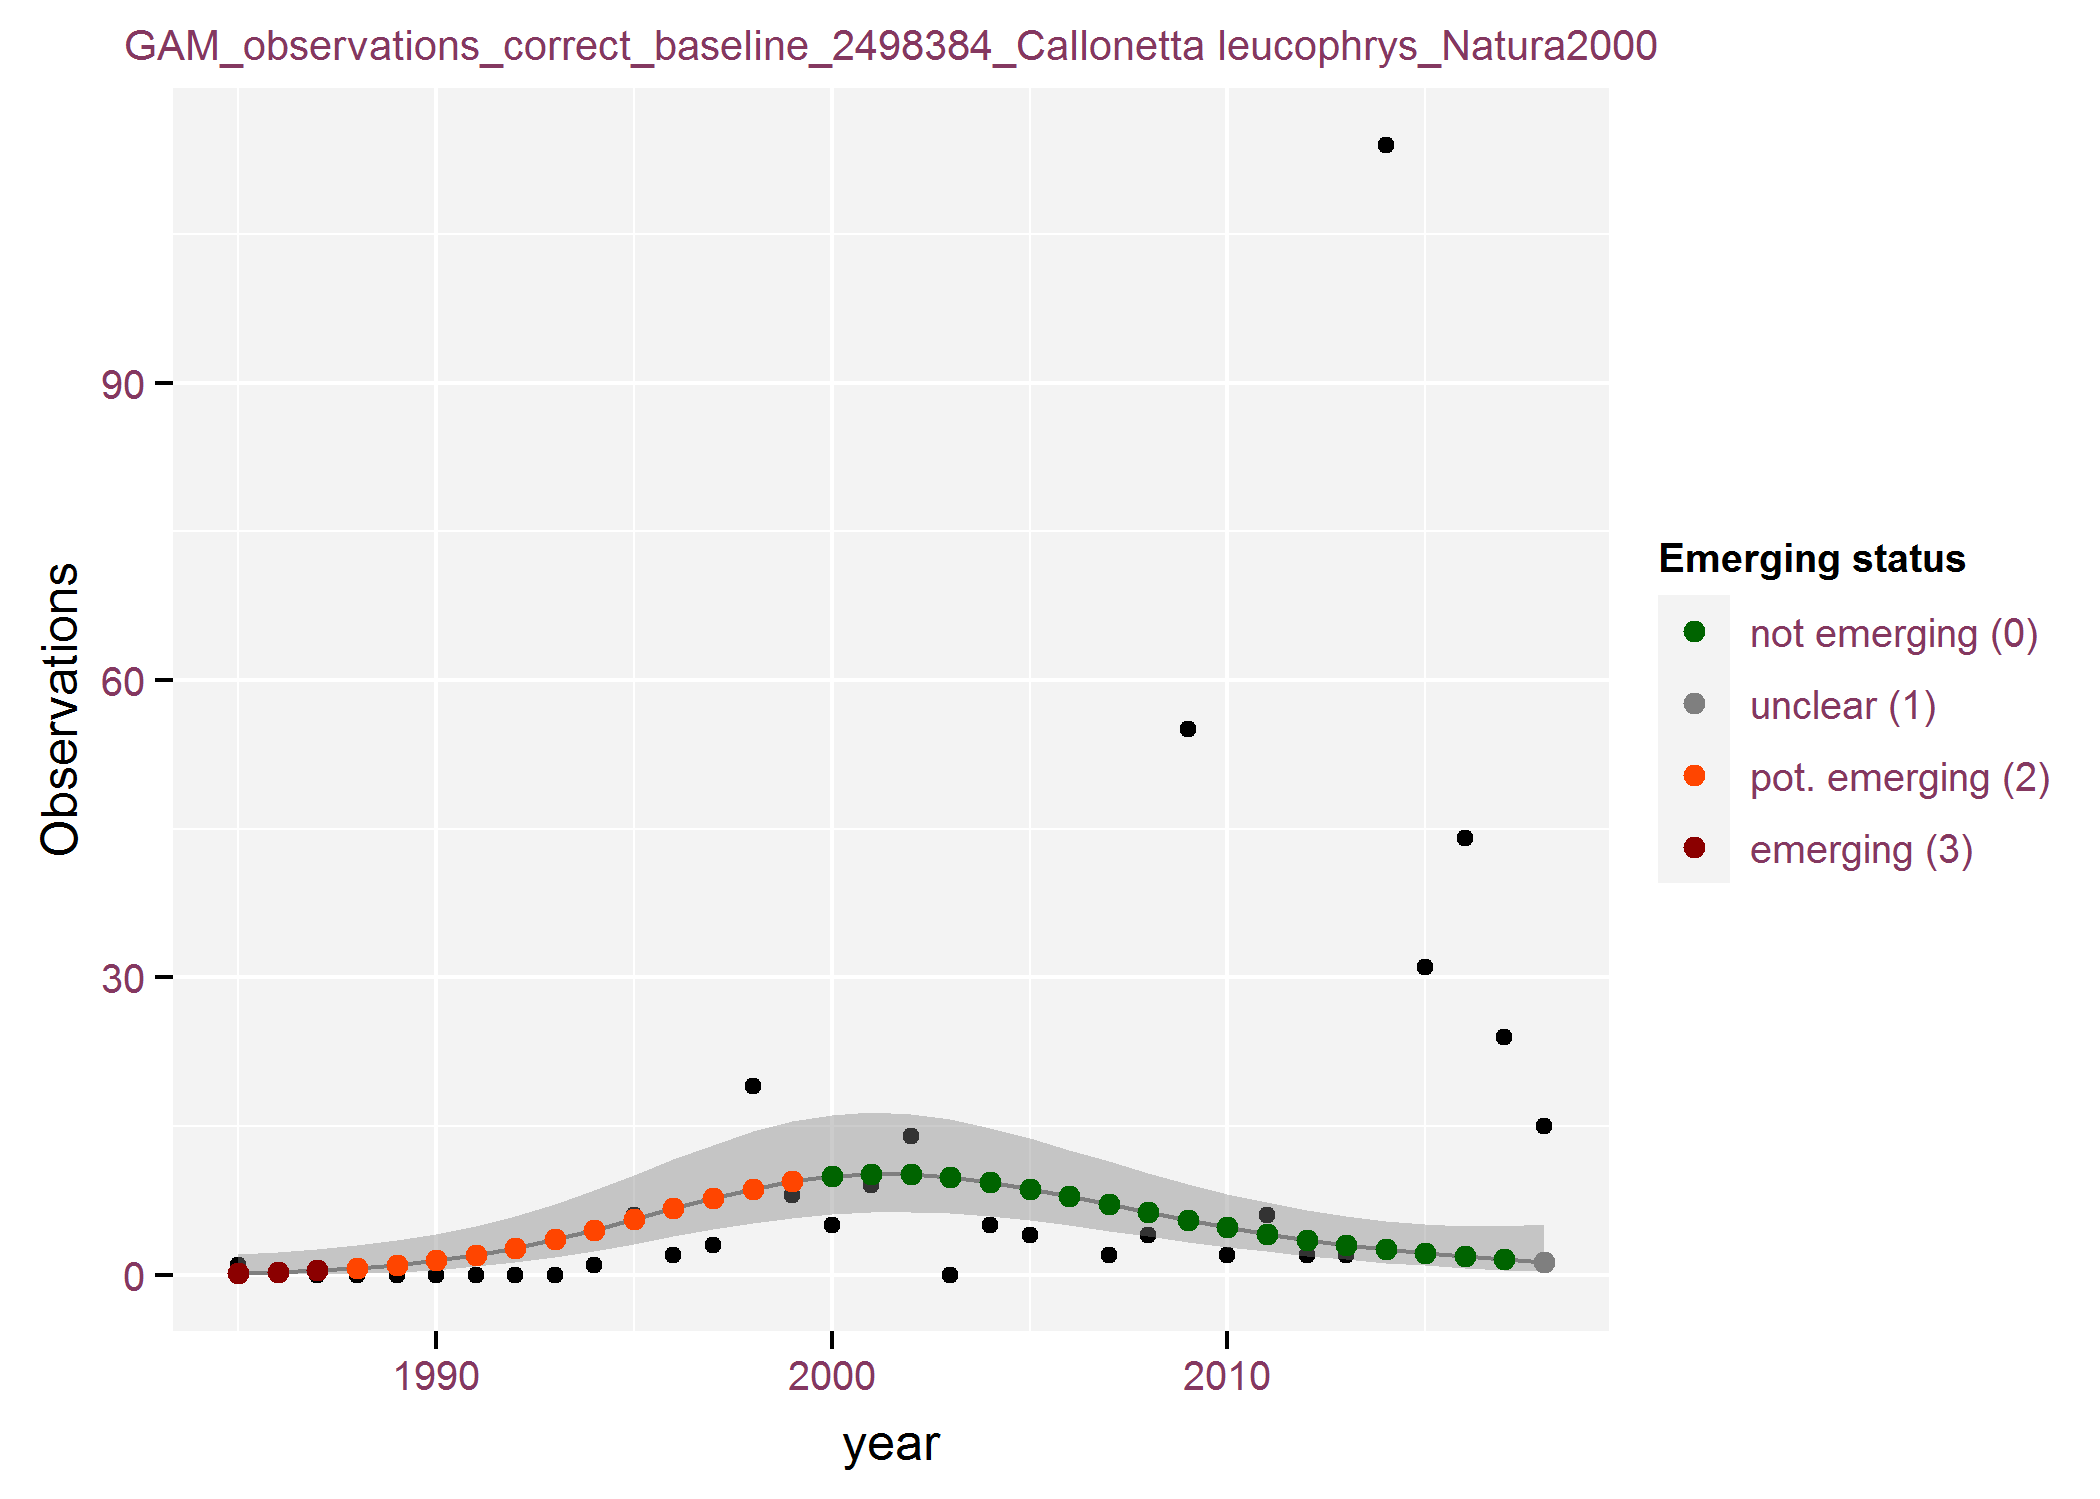 GAM_observations_correct_baseline_2498384_Callonetta leucophrys_Natura2000
Observations
90
60
30
0
1990 2000 2010
year
Emerging status
not emerging (0)
unclear (1)
pot. emerging (2)
emerging (3)